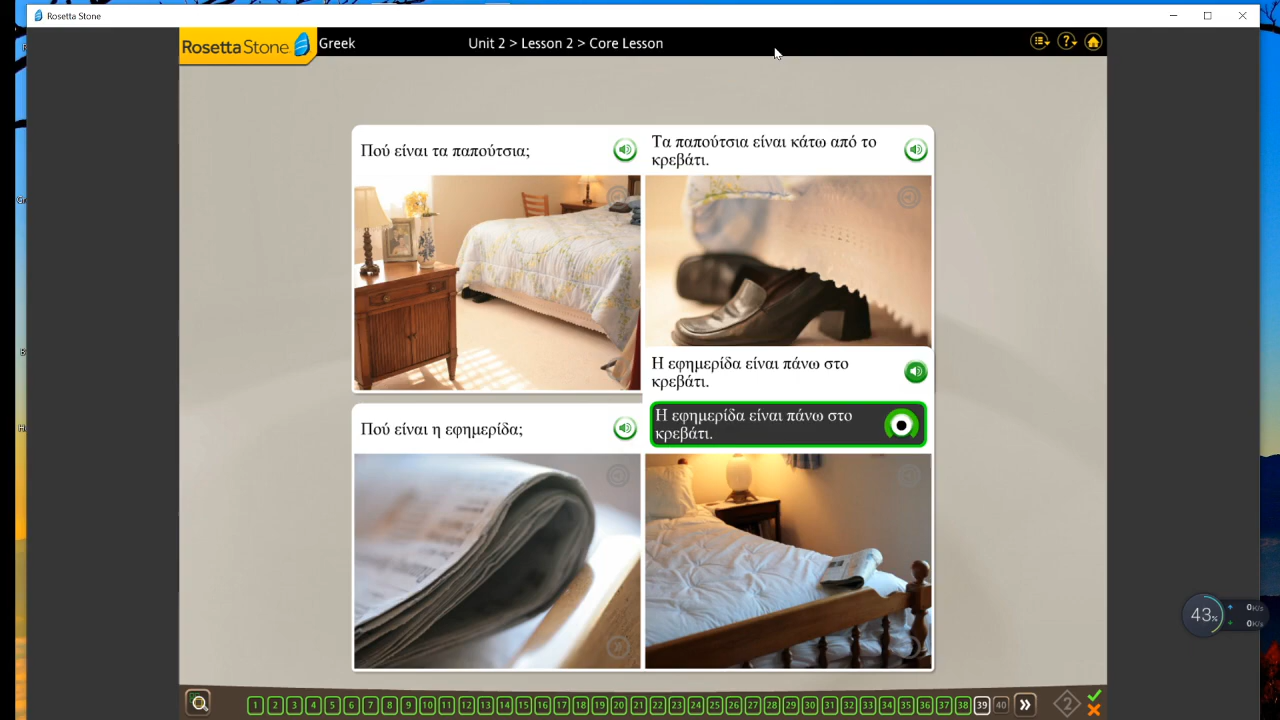 Rosetta Stone
RosettaStone
Greek
Unit 2 > Lesson 2 > Core Lesson
Πού είναι τα παπούτσια;
Τα παπούτσια είναι κάτω από το
κρεβάτι.
Η εφημερίδα είναι πάνω στο
κρεβάτι.
Η εφημερίδα είναι πάνω στο
κρεβάτι.
Πού είναι η εφημερίδα;
43%
0K/s
0K/s
1 2 3 4 5 6 7 8 9 10 11 12 13 14 15 16 17 18 19 20 21 22 23 24 25 26 27 28 29 30 31 32 33 34 35 36 37 38 39 40
2